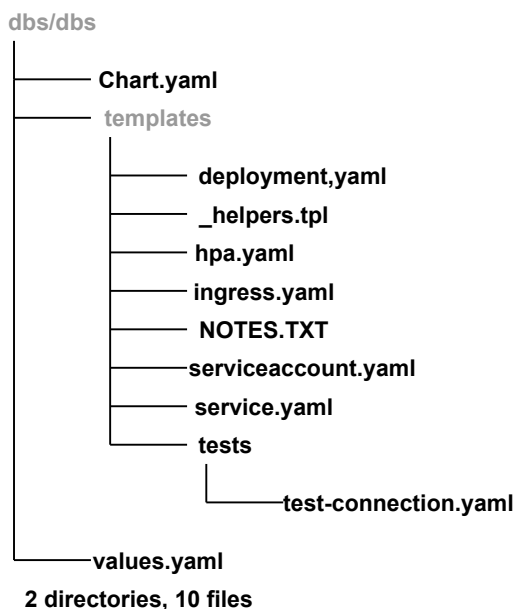 dbs/dbs
Chart.yaml
templates
deployment,yaml
_helpers.tpl
hpa.yaml
ingress.yaml
NOTES.TXT
serviceaccount.yaml
service.yaml
tests
test-connection.yaml
values.yaml
2 directories, 10 files